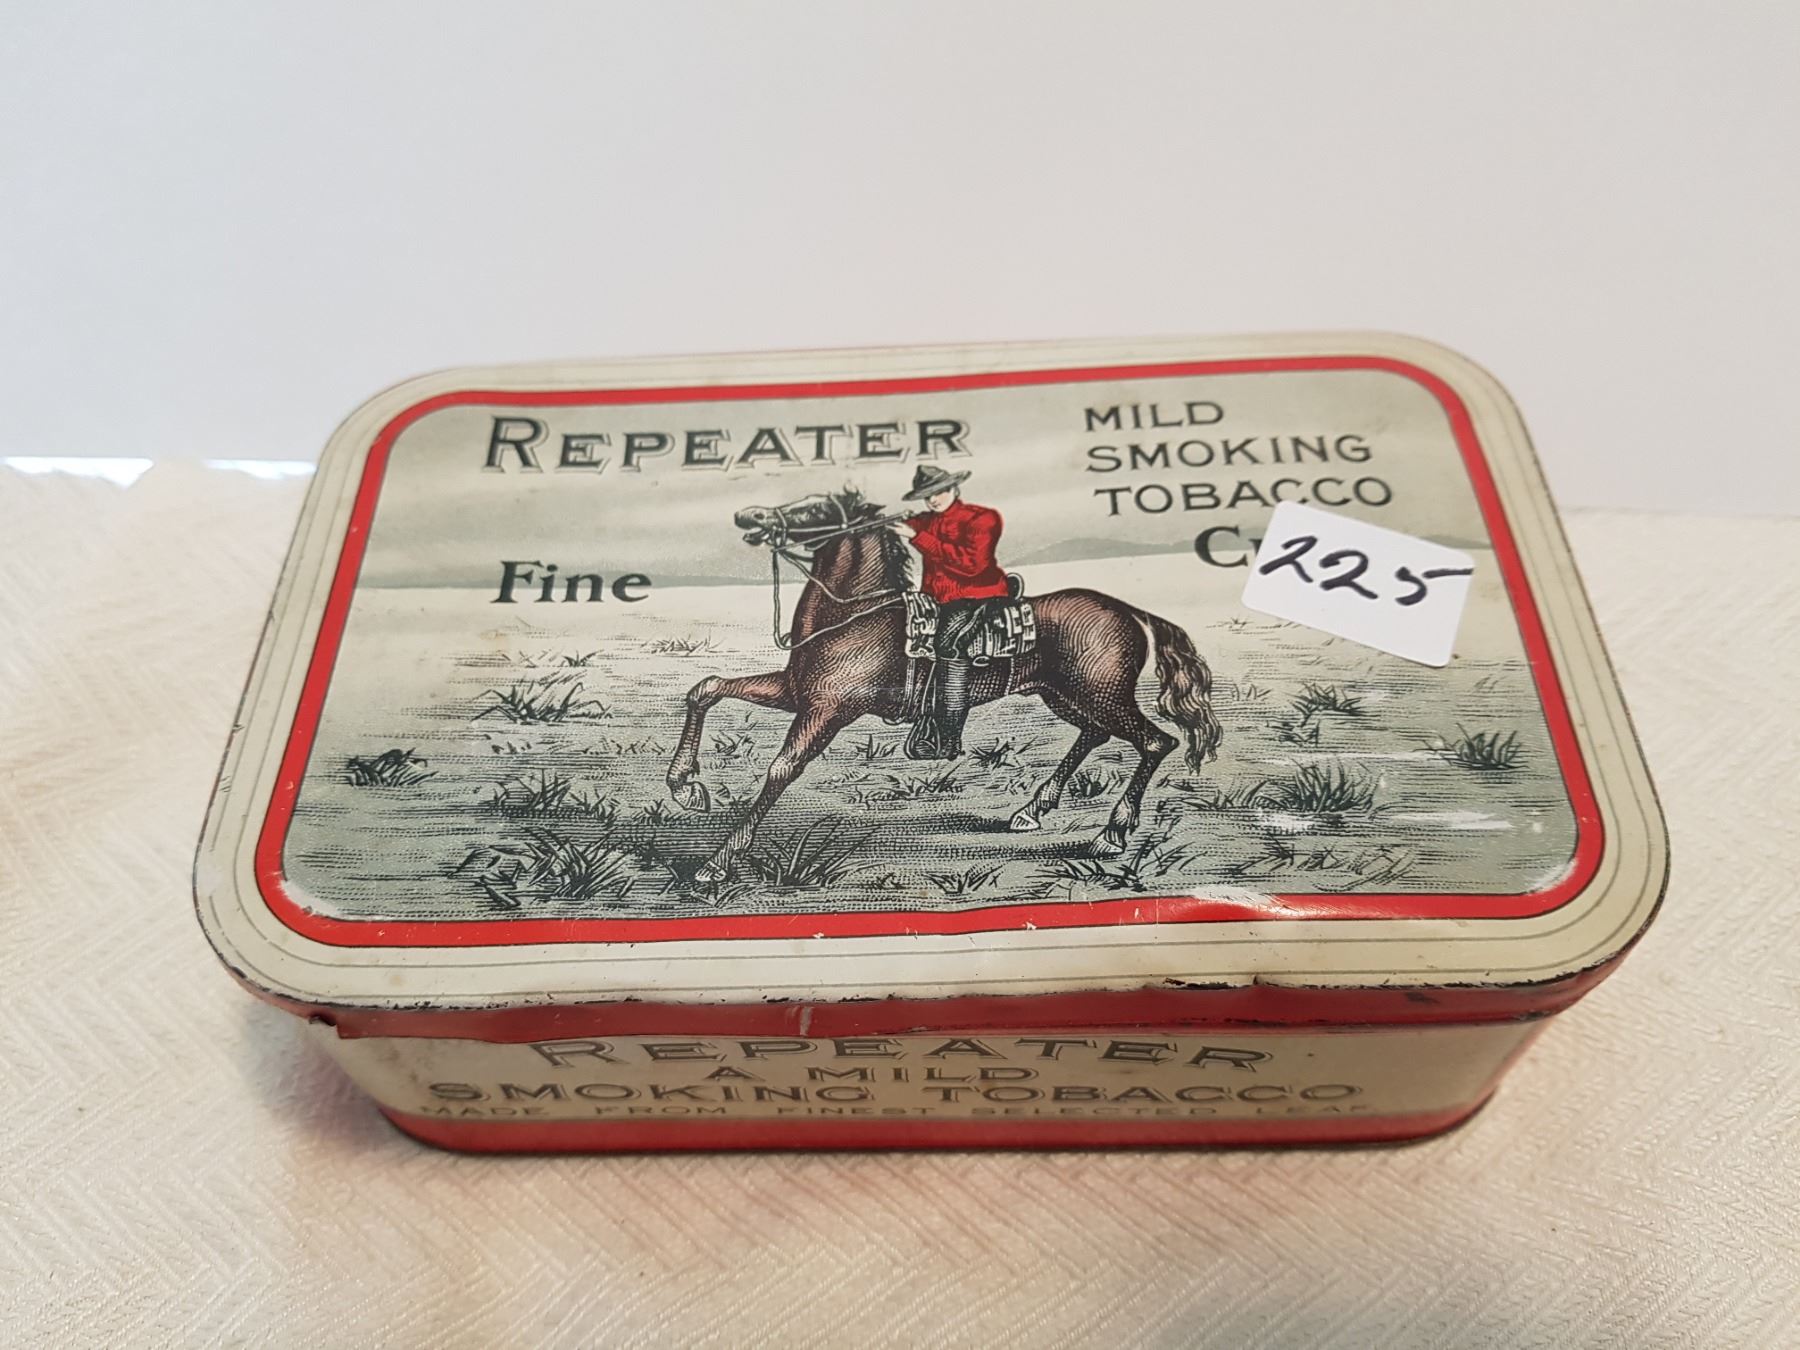 REPEATER
MILD
SMOKING
TOBACCO
Fine
225
REPEATER
A MILD
SMOKING TOBACCO
MADE FROM FINEST SELECTED LEAF